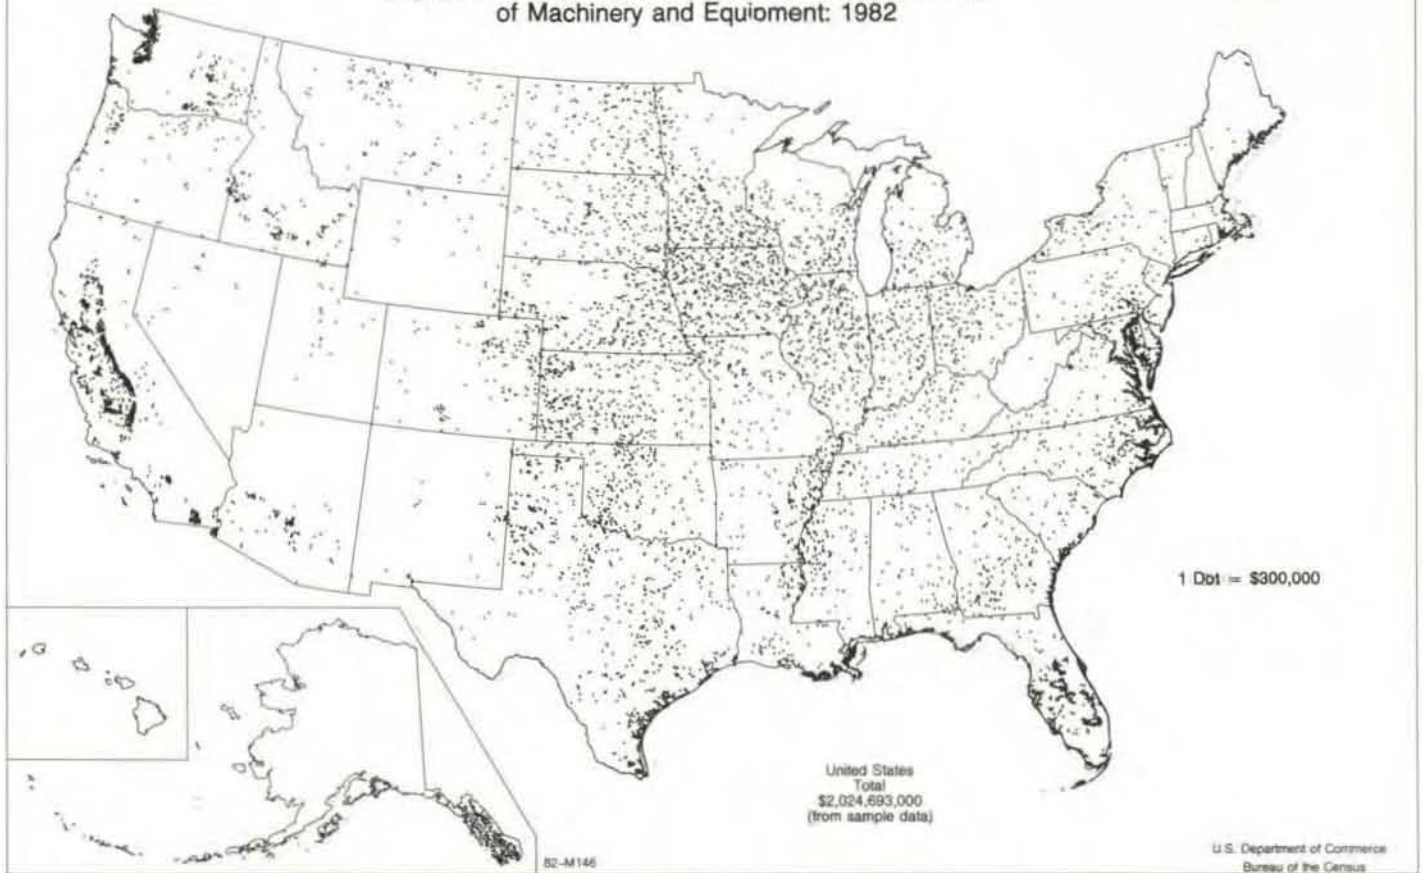 of Machinery and Equipment: 1982
1 Dot = $300,000
United States
Total
$2,024,693,000
(from sample data)
82-M146
U.S. Department of Commerce
Bureau of the Census